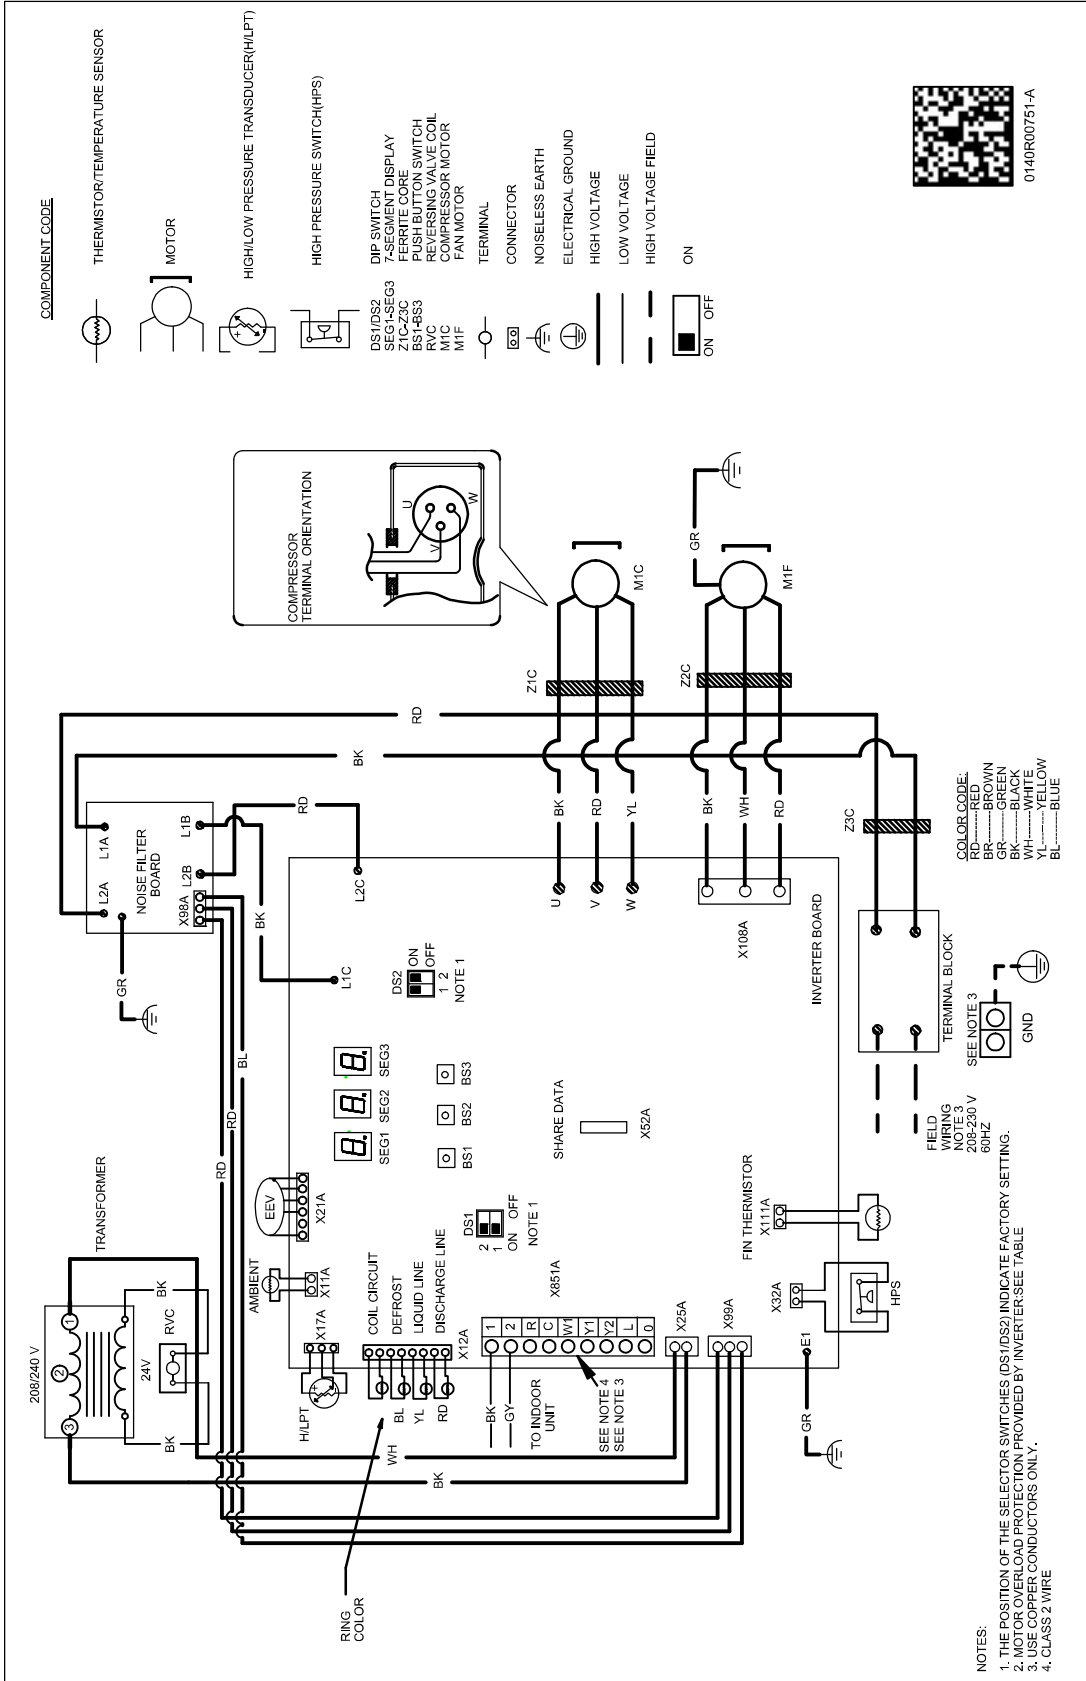 COMPONENT CODE
THERMISTOR/TEMPERATURE SENSOR
MOTOR
HIGH/LOW PRESSURE TRANSDUCER(H/LPT)
HIGH PRESSURE SWITCH(HPS)
DS1/DS2 DIP SWITCH
SEG1-SEG3 7-SEGMENT DISPLAY
Z1C-Z3C FERRITE CORE
BS1-BS3 PUSH BUTTON SWITCH
RVC REVERSING VALVE COIL
M1C COMPRESSOR MOTOR
M1F FAN MOTOR
TERMINAL
CONNECTOR
NOISELESS EARTH
ELECTRICAL GROUND
HIGH VOLTAGE
LOW VOLTAGE
HIGH VOLTAGE FIELD
ON
ON OFF
0140R00751-A
COMPRESSOR
TERMINAL ORIENTATION
U
V
W
M1C
M1F
GR
Z1C
Z2C
Z3C
RD
BK
BK
RD
YL
BK
WH
RD
U
V
W
X108A
INVERTER BOARD
NOISE FILTER
BOARD
L1A
L2A
L1B
L2B
X98A
GR
RD
BK
L2C
L1C
BL
RD
RD
DS2
ON
OFF
1 2
NOTE 1
SEG1
SEG2
SEG3
BS1
BS2
BS3
SHARE DATA
X52A
DS1
2
1
ON OFF
NOTE 1
TRANSFORMER
208/240 V
1
2
3
24V
RVC
BK
BK
EEV
X21A
AMBIENT
X11A
X17A
H/LPT
COIL CIRCUIT
DEFROST
LIQUID LINE
DISCHARGE LINE
X12A
BL
YL
RD
RING
COLOR
WH
BK
X851A
1
2
R
C
W1
Y1
Y2
L
0
BK
GY
TO INDOOR
UNIT
SEE NOTE 4
SEE NOTE 3
X25A
X99A
E1
GR
X32A
HPS
FIN THERMISTOR
X111A
TERMINAL BLOCK
SEE NOTE 3
GND
FIELD
WIRING
NOTE 3
208-230 V
60HZ
COLOR CODE:
RD--------RED
BR--------BROWN
GR--------GREEN
BK--------BLACK
WH--------WHITE
YL--------YELLOW
BL--------BLUE
NOTES:
1. THE POSITION OF THE SELECTOR SWITCHES (DS1/DS2) INDICATE FACTORY SETTING.
2. MOTOR OVERLOAD PROTECTION PROVIDED BY INVERTER:SEE TABLE
3. USE COPPER CONDUCTORS ONLY.
4. CLASS 2 WIRE